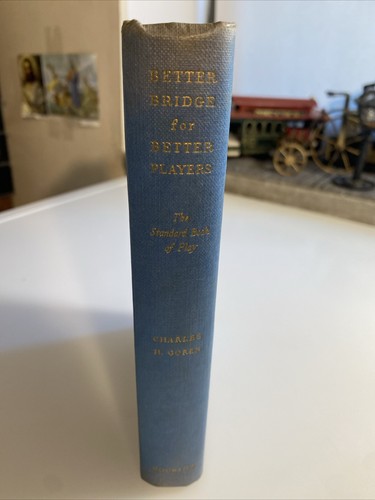 BETTER
BRIDGE
for
BETTER
PLAYERS
The
Standard Book
of Play
CHARLES
H. GOREN